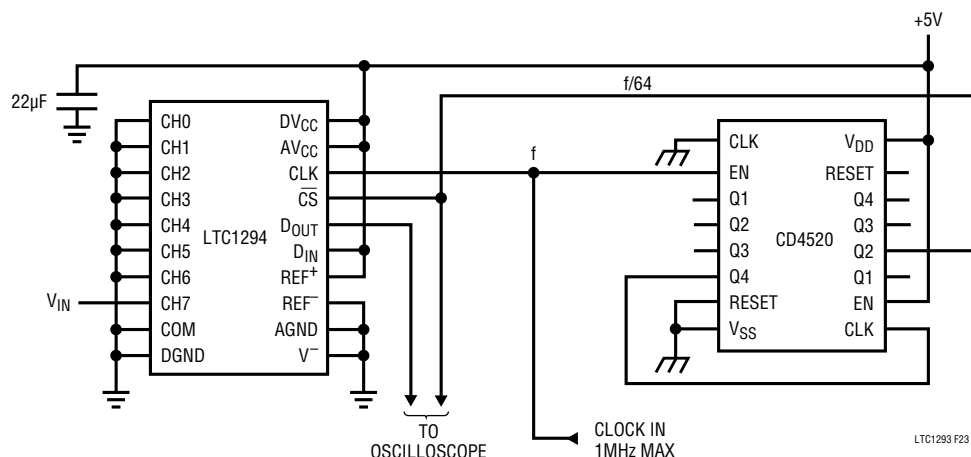 +5V
22µF
f/64
f
CH0
CH1
CH2
CH3
CH4
CH5
CH6
CH7
COM
DGND
LTC1294
DVCC
AVCC
CLK
CS
DOUT
DIN
REF+
REF–
AGND
V–
VIN
CLK
EN
Q1
Q2
Q3
Q4
RESET
VSS
CD4520
VDD
RESET
Q4
Q3
Q2
Q1
EN
CLK
TO
OSCILLOSCOPE
CLOCK IN
1MHz MAX
LTC1293 F23